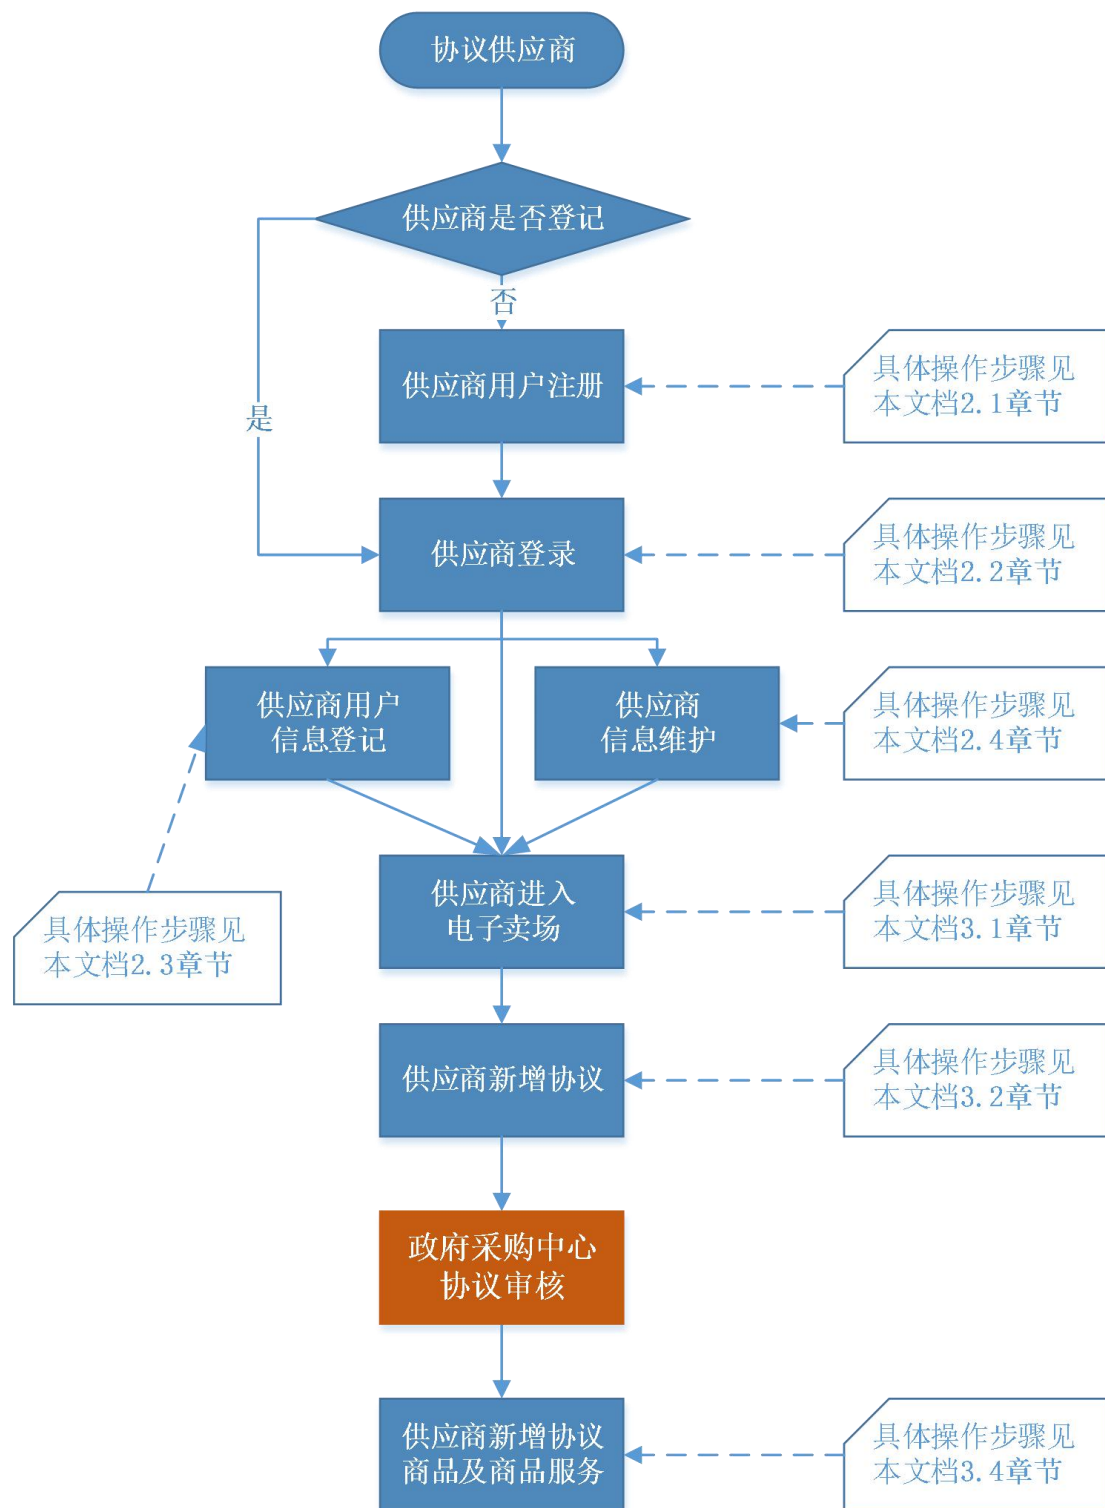 协议供应商
供应商是否登记
否
供应商用户注册
具体操作步骤见
本文档2.1章节
是
供应商登录
具体操作步骤见
本文档2.2章节
供应商用户
信息登记
供应商
信息维护
具体操作步骤见
本文档2.4章节
供应商进入
电子卖场
具体操作步骤见
本文档3.1章节
具体操作步骤见
本文档2.3章节
供应商新增协议
具体操作步骤见
本文档3.2章节
政府采购中心
协议审核
供应商新增协议
商品及商品服务
具体操作步骤见
本文档3.4章节